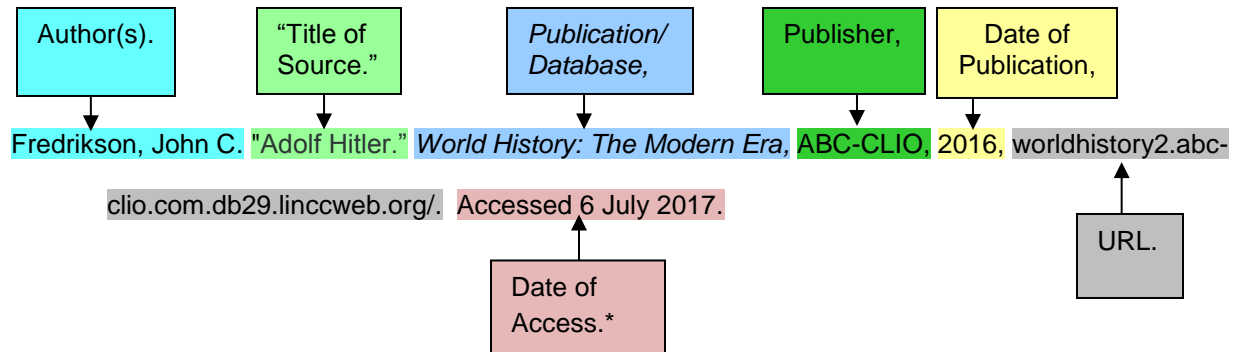 Author(s).
“Title of
Source.”
Publication/
Database,
Publisher,
Date of
Publication,
Fredrikson, John C. "Adolf Hitler.” World History: The Modern Era, ABC-CLIO, 2016, worldhistory2.abc-
clio.com.db29.linccweb.org/. Accessed 6 July 2017.
URL.
Date of
Access.*